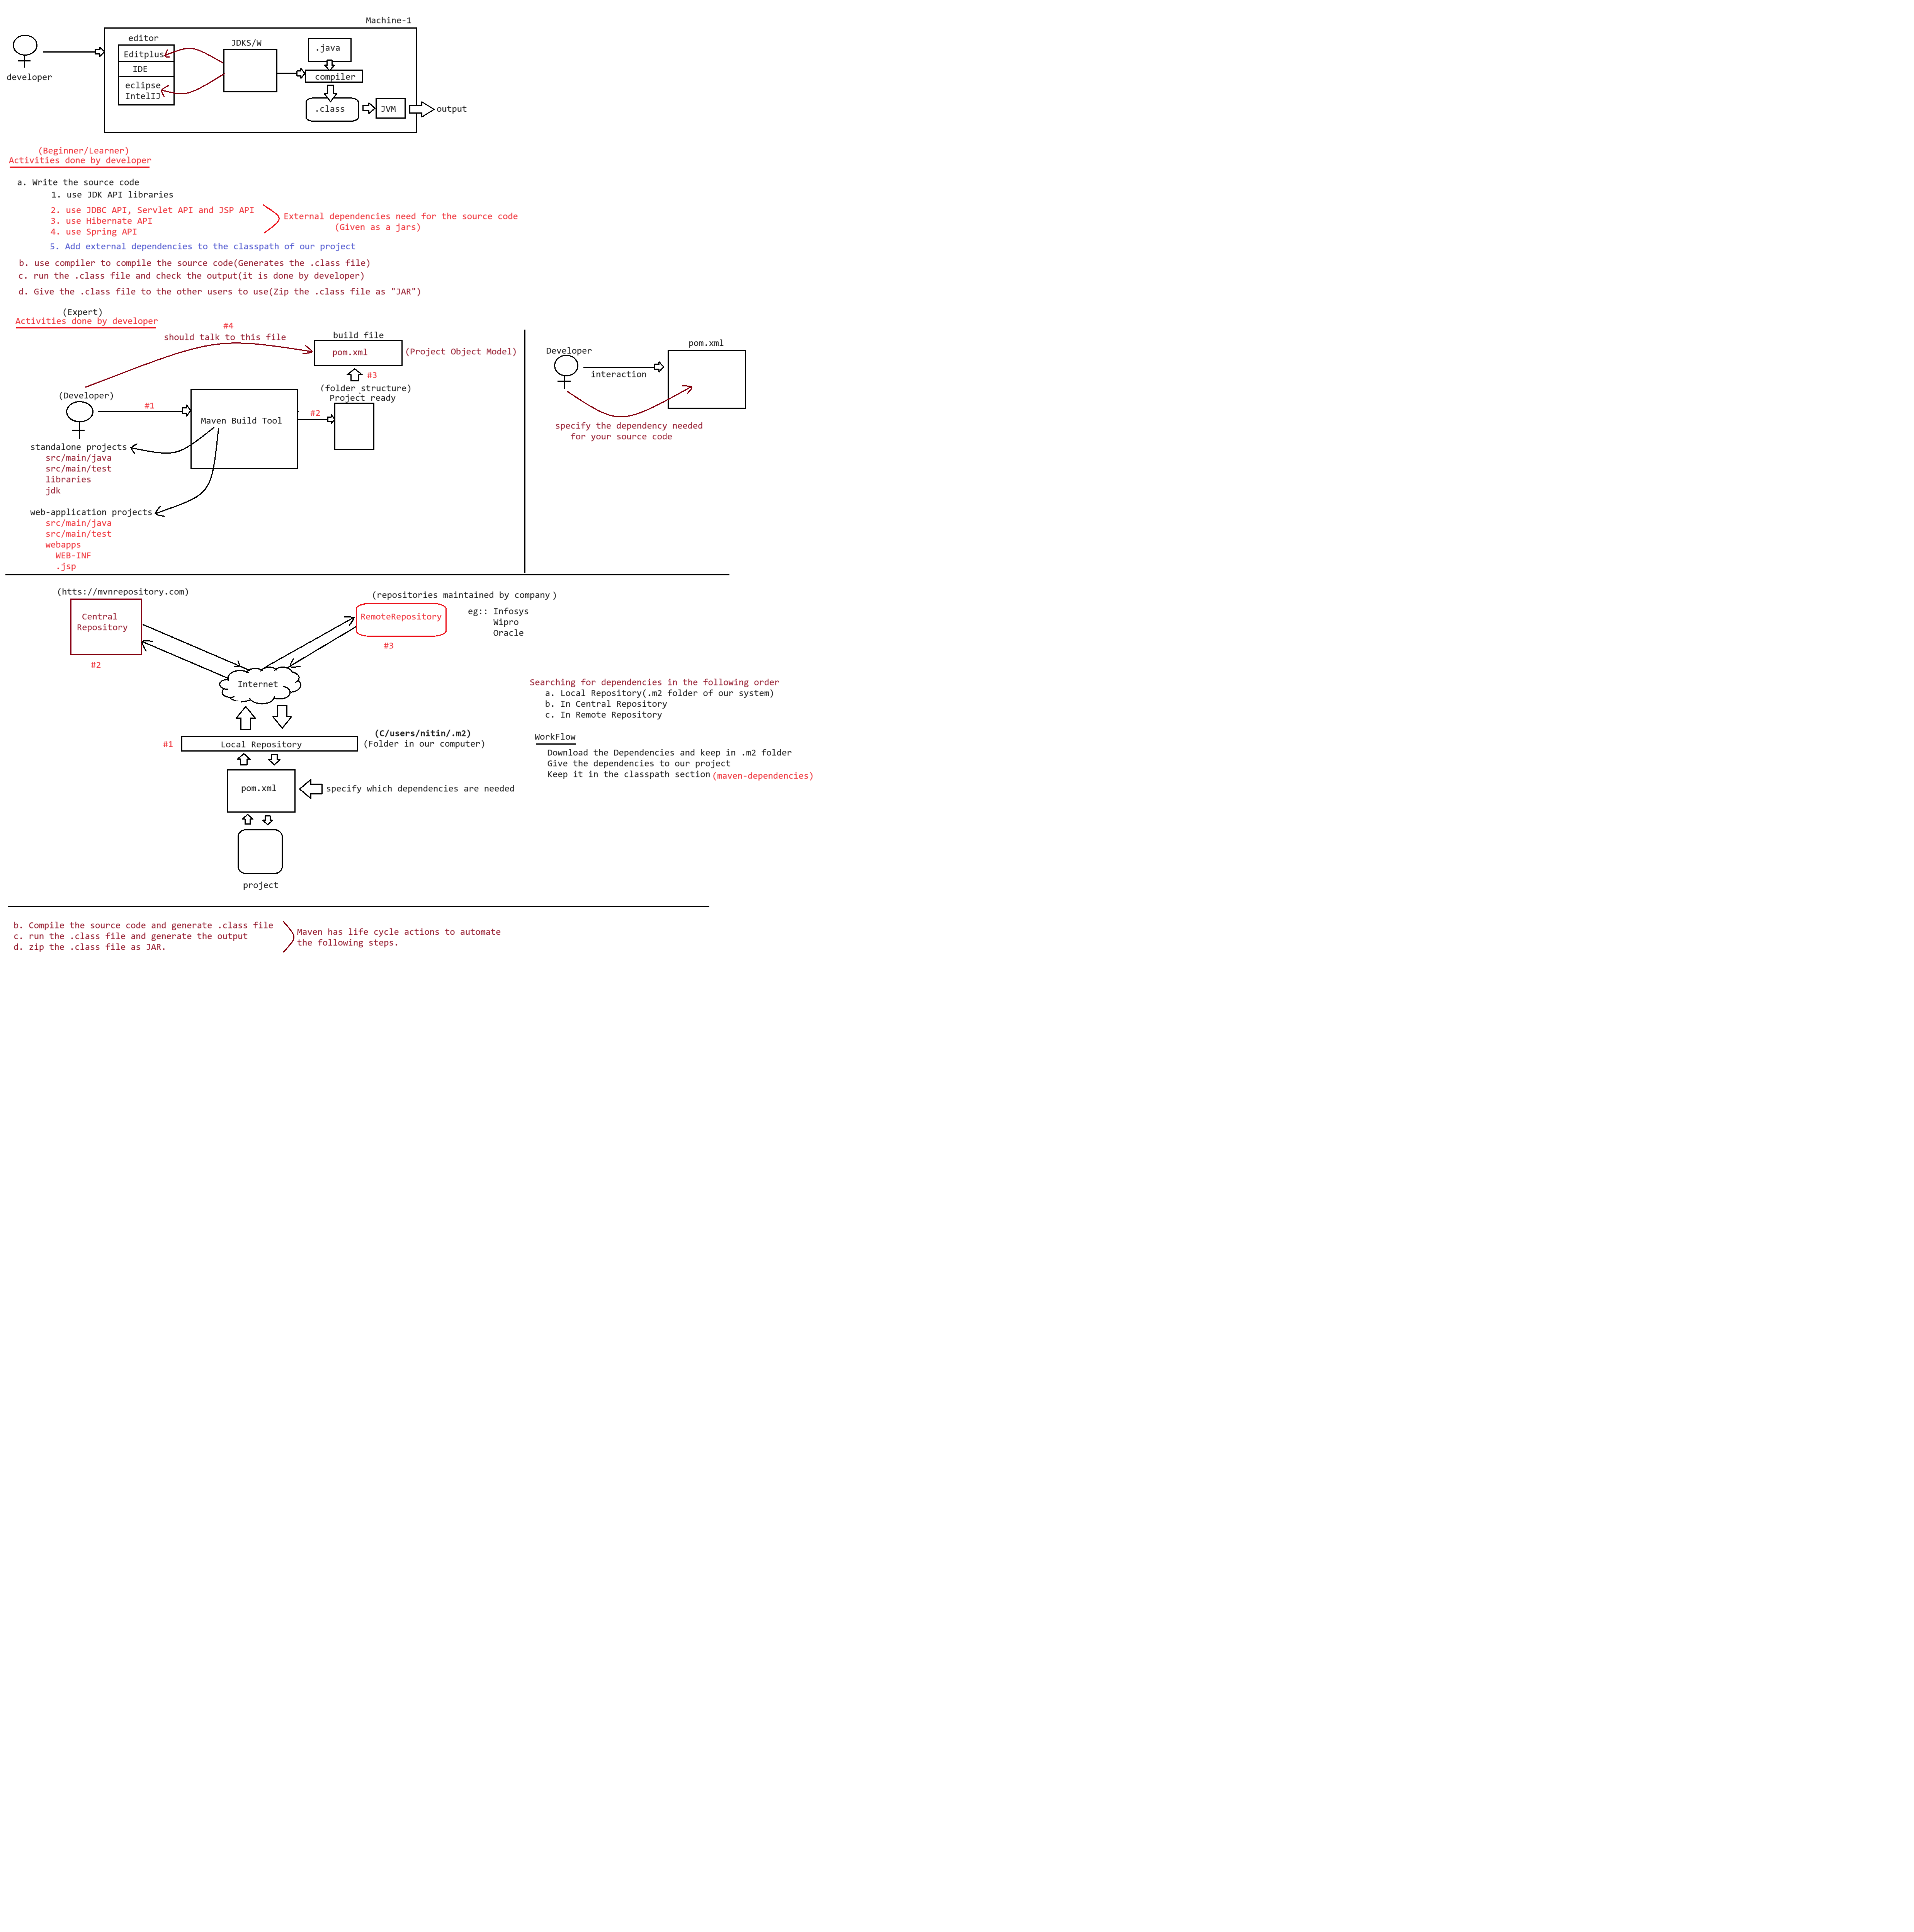 Machine-1
editor
Editplus
IDE
eclipse
IntelIJ
JDKS/W
.java
compiler
.class
JVM
output
developer
(Beginner/Learner)
Activities done by developer
a. Write the source code
1. use JDK API libraries
2. use JDBC API, Servlet API and JSP API
3. use Hibernate API
4. use Spring API
External dependencies need for the source code
(Given as a jars)
5. Add external dependencies to the classpath of our project
b. use compiler to compile the source code(Generates the .class file)
c. run the .class file and check the output(it is done by developer)
d. Give the .class file to the other users to use(Zip the .class file as "JAR")
(Expert)
Activities done by developer
#4
should talk to this file
build file
pom.xml
(Project Object Model)
#3
(folder structure)
Project ready
(Developer)
#1
Maven Build Tool
#2
standalone projects
src/main/java
src/main/test
libraries
jdk
web-application projects
src/main/java
src/main/test
webapps
WEB-INF
.jsp
Developer
interaction
pom.xml
specify the dependency needed
for your source code
(htts://mvnrepository.com)
Central
Repository
#2
(repositories maintained by company )
RemoteRepository
#3
eg:: Infosys
Wipro
Oracle
Internet
#1
Local Repository
(C/users/nitin/.m2)
(Folder in our computer)
pom.xml
specify which dependencies are needed
project
Searching for dependencies in the following order
a. Local Repository(.m2 folder of our system)
b. In Central Repository
c. In Remote Repository
WorkFlow
Download the Dependencies and keep in .m2 folder
Give the dependencies to our project
Keep it in the classpath section (maven-dependencies)
b. Compile the source code and generate .class file
c. run the .class file and generate the output
d. zip the .class file as JAR.
Maven has life cycle actions to automate
the following steps.